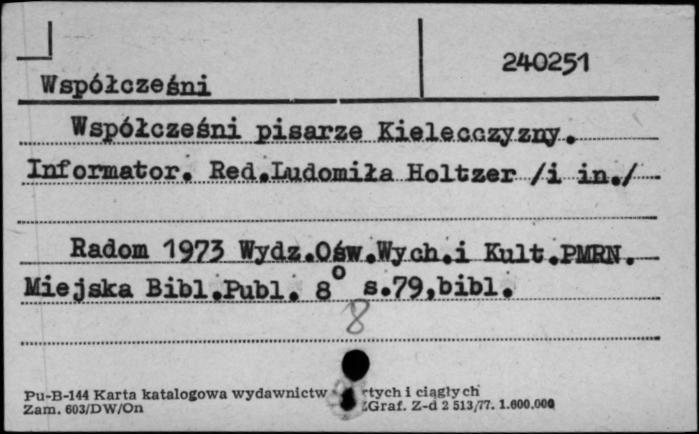 240251
Współcześni
Współcześni pisarze Kielecczyzny.
Informator. Red.Ludomiła Holtzer /i in./
Radom 1973 Wydz.Ośw.Wych.i Kult.PMRN.
Miejska Bibl.Publ. 8° s.79,bibl.
8
Pu-B-144 Karta katalogowa wydawnictw i ciągłych
Zam. 603/DW/On ZGraf. Z-d 2 513/77. 1.600.000